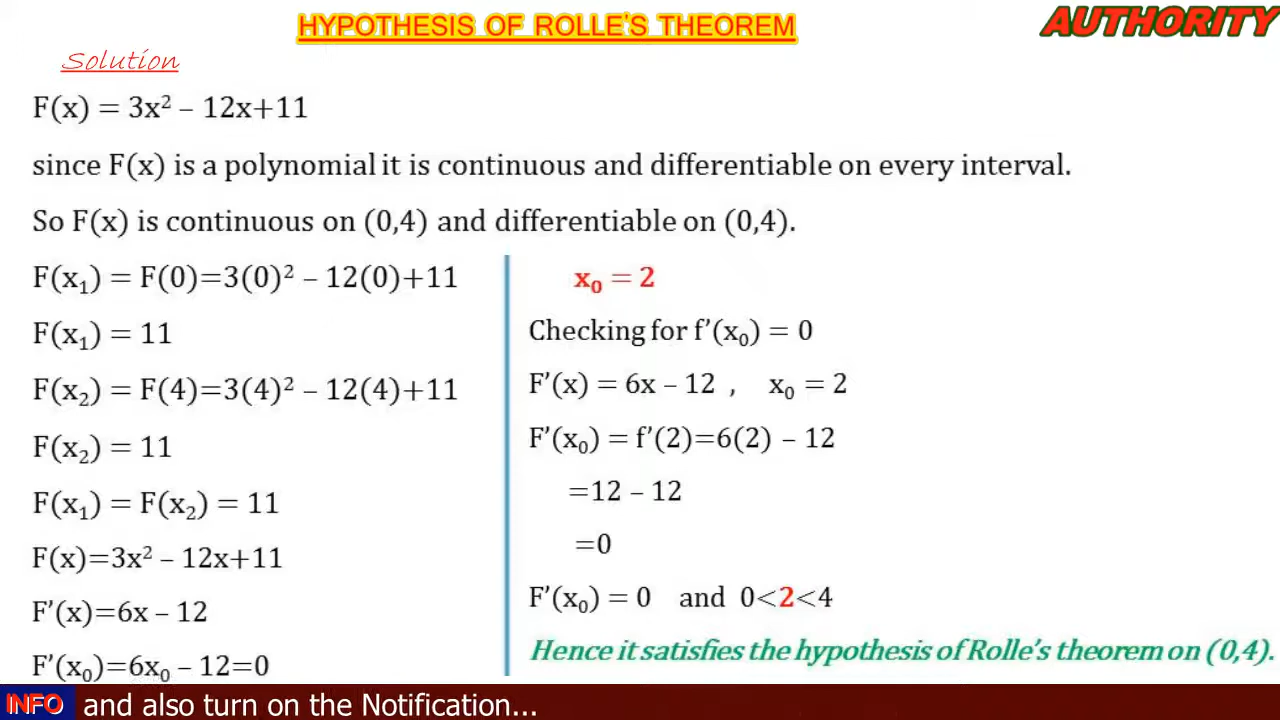 HYPOTHESIS OF ROLLE'S THEOREM
AUTHORITY
Solution
F(x) = 3x² – 12x+11
since F(x) is a polynomial it is continuous and differentiable on every interval.
So F(x) is continuous on (0,4) and differentiable on (0,4).
F(x₁) = F(0)=3(0)² – 12(0)+11
F(x₁) = 11
F(x₂) = F(4)=3(4)² – 12(4)+11
F(x₂) = 11
F(x₁) = F(x₂) = 11
F(x)=3x² – 12x+11
F’(x)=6x – 12
F’(x₀)=6x₀ – 12=0
x₀ = 2
Checking for f’(x₀) = 0
F’(x) = 6x – 12 , x₀ = 2
F’(x₀) = f’(2)=6(2) – 12
=12 – 12
=0
F’(x₀) = 0 and 0<2<4
Hence it satisfies the hypothesis of Rolle’s theorem on (0,4).
INFO and also turn on the Notification...